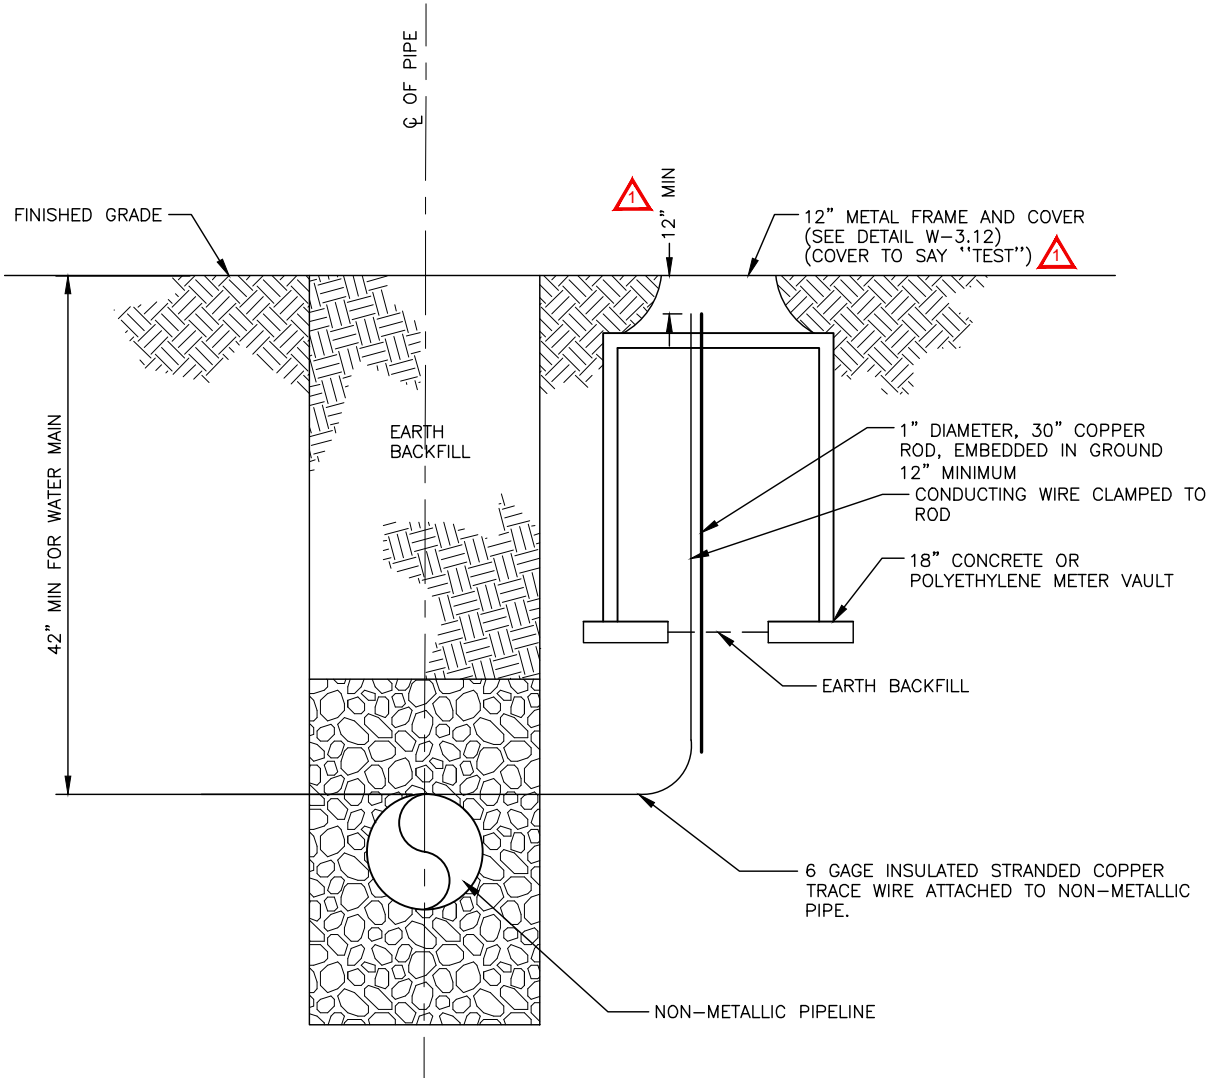 ℄ OF PIPE
FINISHED GRADE
1
12” MIN
12” METAL FRAME AND COVER
(SEE DETAIL W–3.12)
(COVER TO SAY ‘‘TEST’’)
1
EARTH
BACKFILL
42” MIN FOR WATER MAIN
1” DIAMETER, 30” COPPER
ROD, EMBEDDED IN GROUND
12” MINIMUM
CONDUCTING WIRE CLAMPED TO
ROD
18” CONCRETE OR
POLYETHYLENE METER VAULT
EARTH BACKFILL
6 GAGE INSULATED STRANDED COPPER
TRACE WIRE ATTACHED TO NON–METALLIC
PIPE.
NON–METALLIC PIPELINE